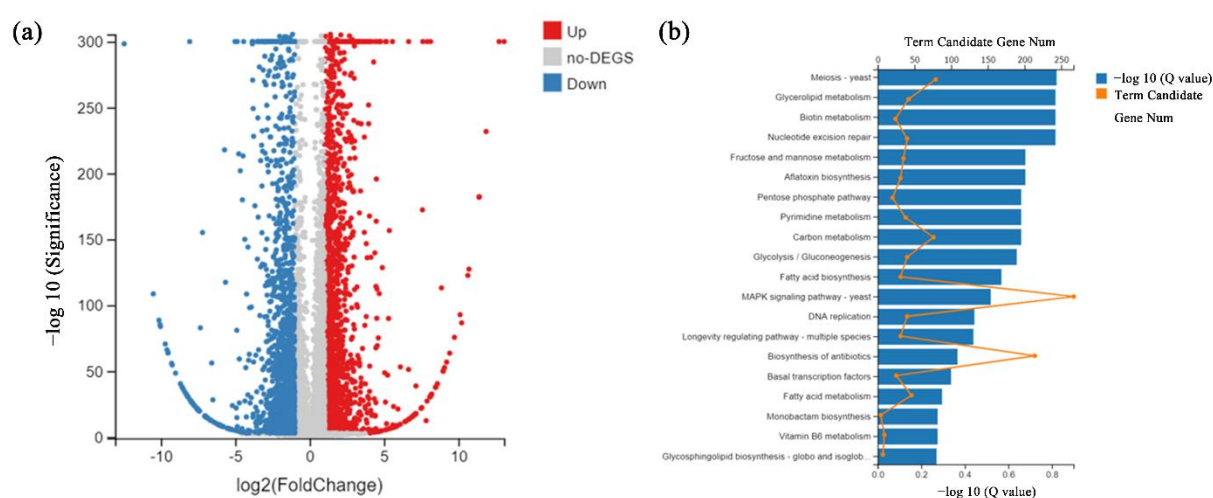 (a)
300
250
200
150
100
50
0
−log 10 (Significance)
-10
-5
0
5
10
log2(FoldChange)
Up
no-DEGS
Down
(b)
Term Candidate Gene Num
0 50 100 150 200 250
Meiosis - yeast
Glycerolipid metabolism
Biotin metabolism
Nucleotide excision repair
Fructose and mannose metabolism
Aflatoxin biosynthesis
Pentose phosphate pathway
Pyrimidine metabolism
Carbon metabolism
Glycolysis / Gluconeogenesis
Fatty acid biosynthesis
MAPK signaling pathway - yeast
DNA replication
Longevity regulating pathway - multiple species
Biosynthesis of antibiotics
Basal transcription factors
Fatty acid metabolism
Monobactam biosynthesis
Vitamin B6 metabolism
Glycosphingolipid biosynthesis - globo and isoglob...
0.0 0.2 0.4 0.6 0.8
−log 10 (Q value)
−log 10 (Q value)
Term Candidate
Gene Num